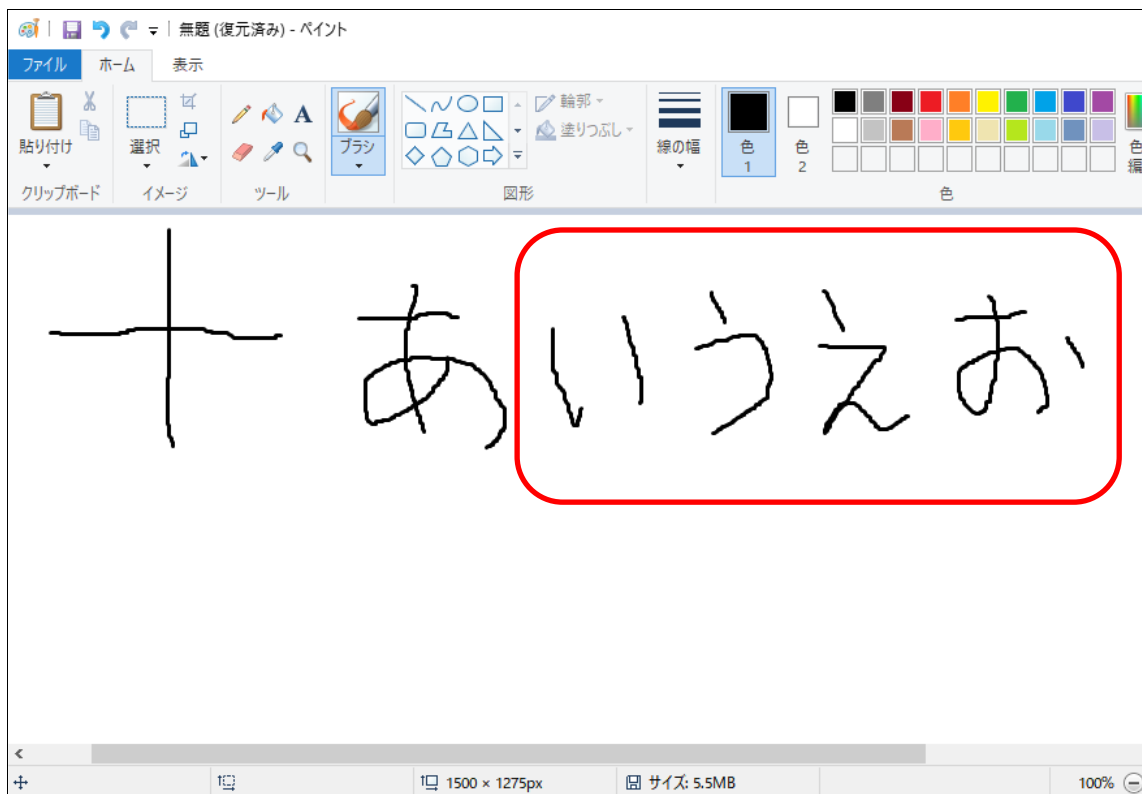 無題 (復元済み) - ペイント
ファイル ホーム 表示
貼り付け 選択 A ブラシ 輪郭 塗りつぶし 線の幅 色 1 色 2 色
編
クリップボード イメージ ツール 図形 色
十 あ い う え お
1500 × 1275px サイズ: 5.5MB 100%